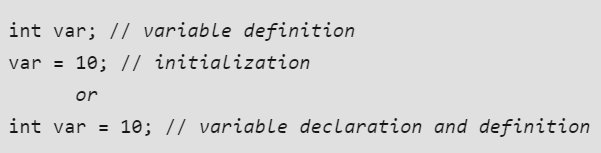 int var; // variable definition
var = 10; // initialization
or
int var = 10; // variable declaration and definition